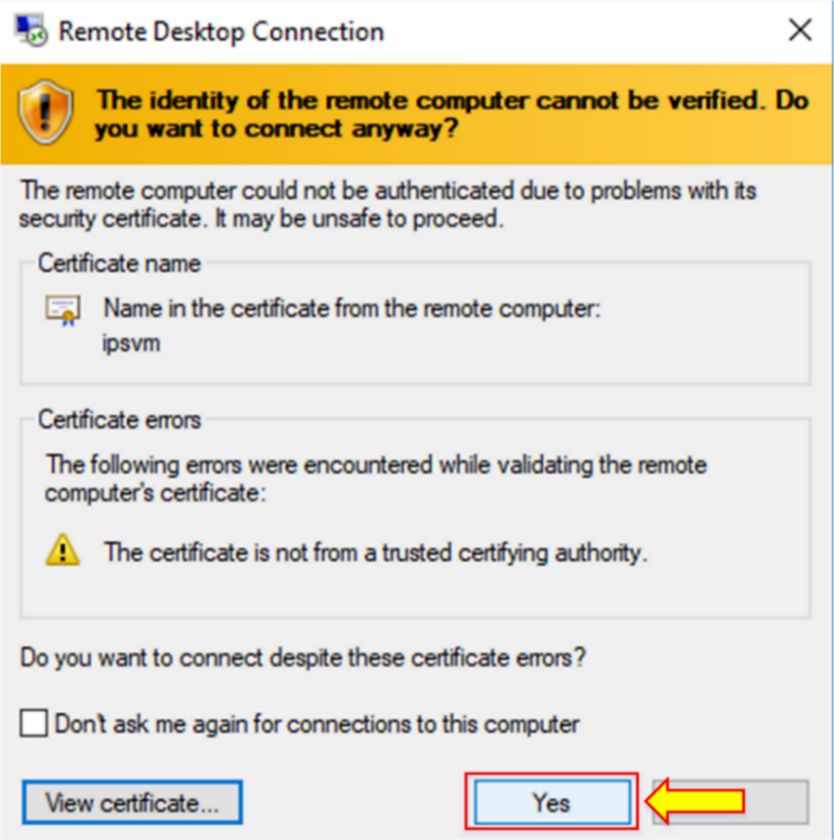 Remote Desktop Connection
The identity of the remote computer cannot be verified. Do
you want to connect anyway?
The remote computer could not be authenticated due to problems with its
security certificate. It may be unsafe to proceed.
Certificate name
Name in the certificate from the remote computer:
ipsvm
Certificate errors
The following errors were encountered while validating the remote
computer's certificate:
The certificate is not from a trusted certifying authority.
Do you want to connect despite these certificate errors?
Don't ask me again for connections to this computer
View certificate...
Yes